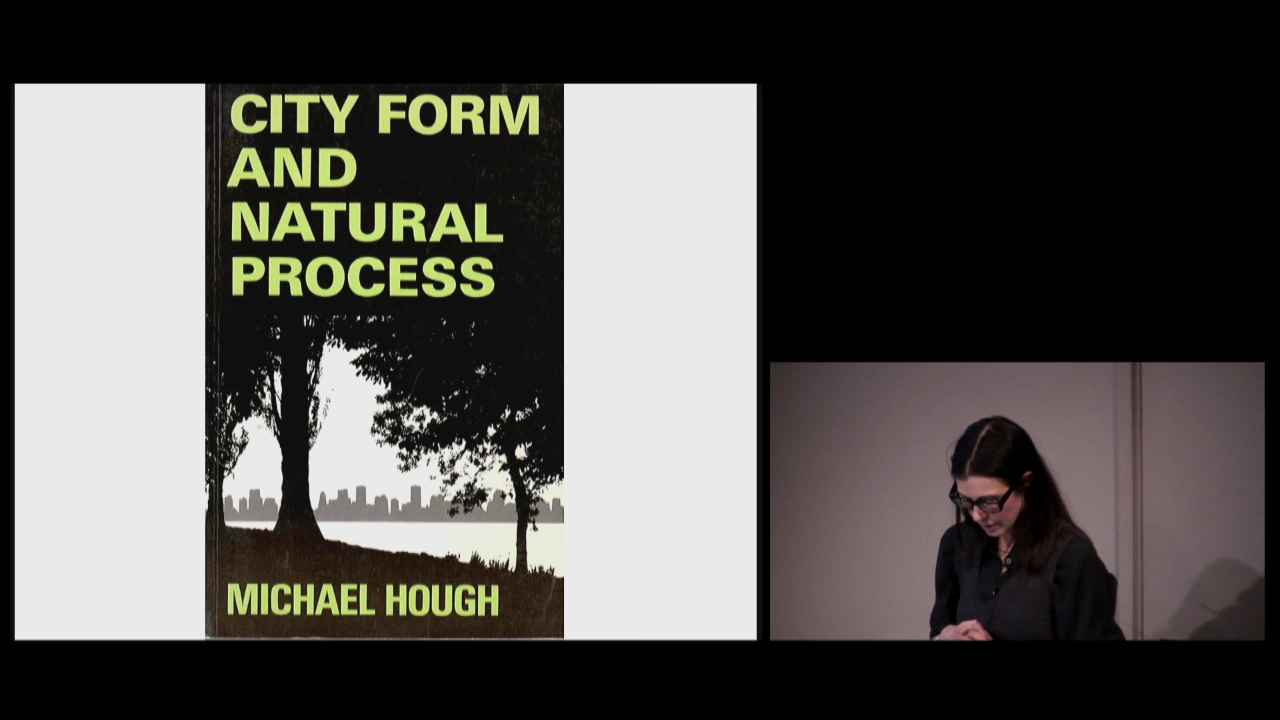 CITY FORM
AND
NATURAL
PROCESS
MICHAEL HOUGH